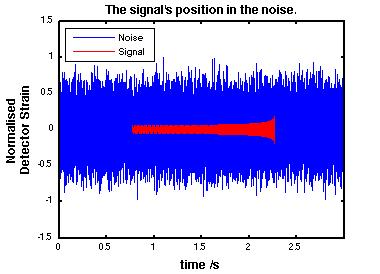 The signal's position in the noise.
Noise
Signal
Normalised
Detector Strain
1.5
1
0.5
0
-0.5
-1
-1.5
0 0.5 1 1.5 2 2.5
time /s